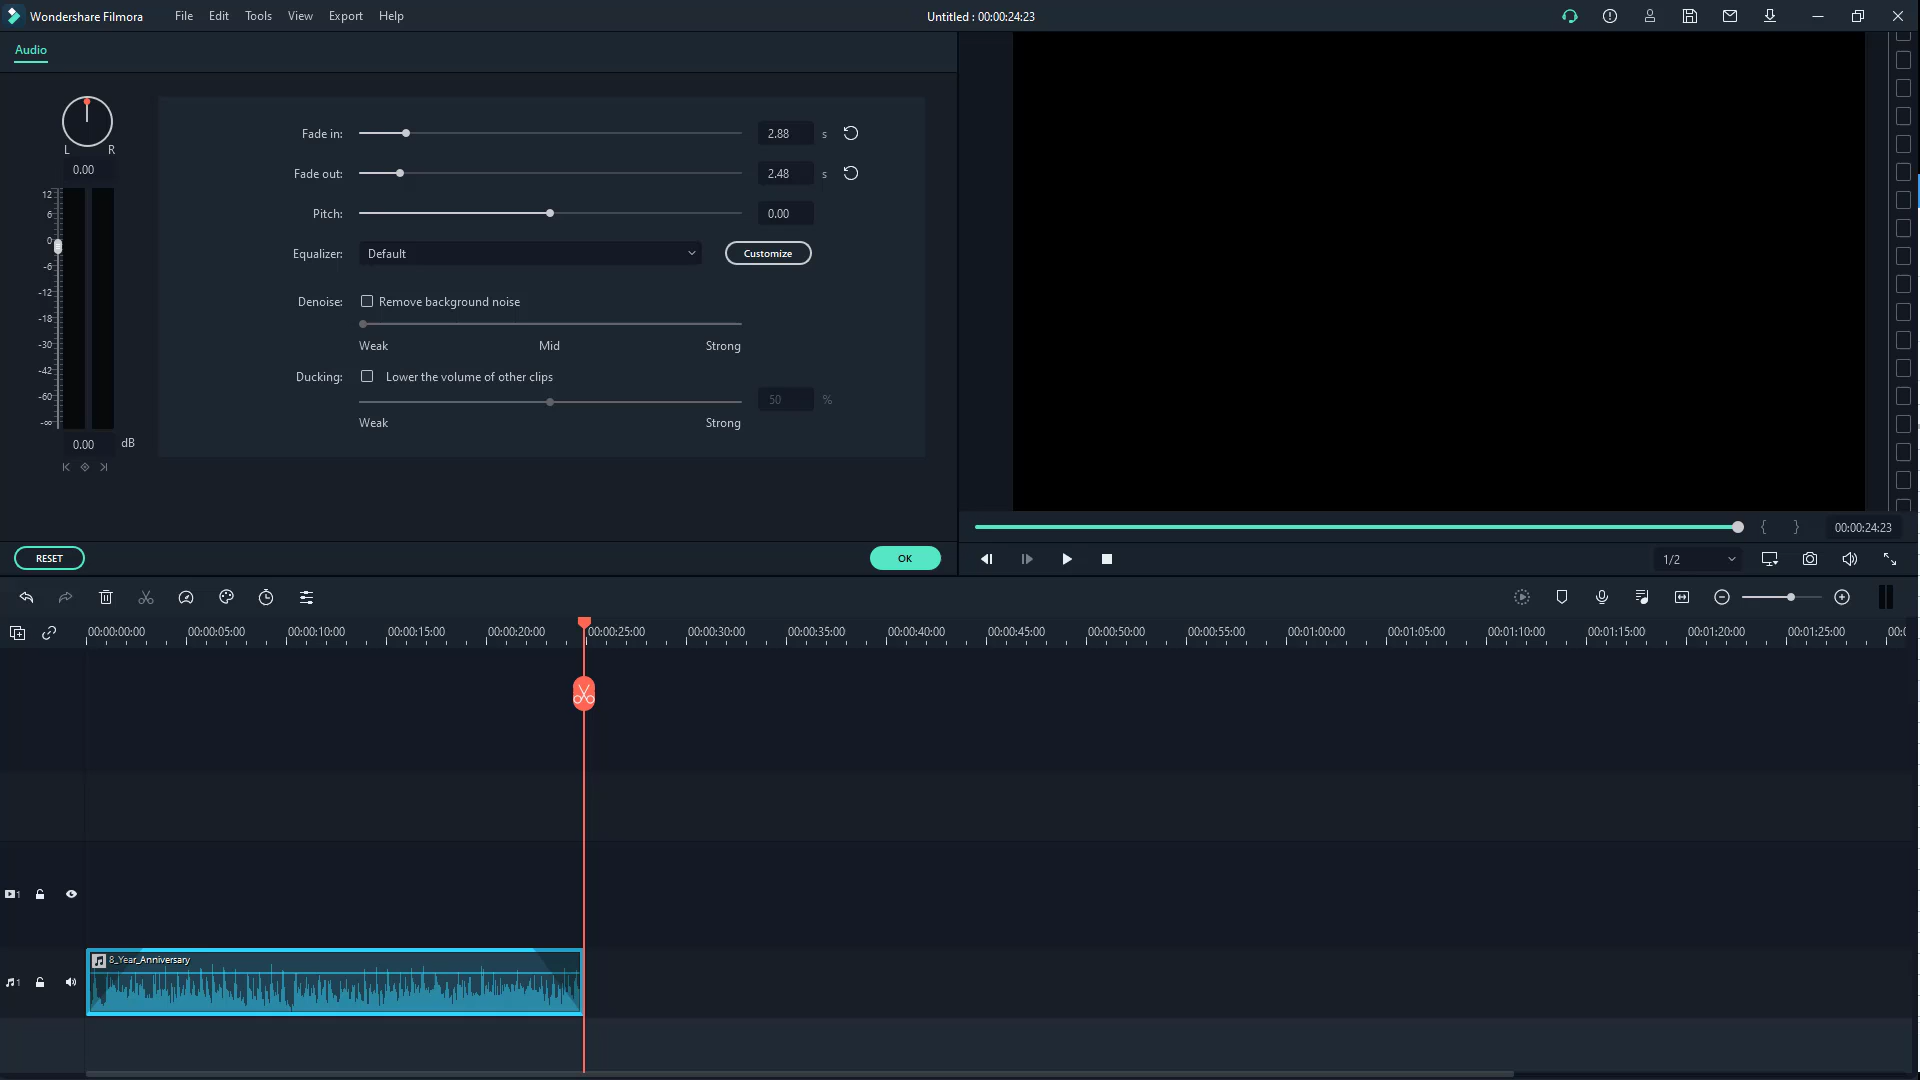 Wondershare Filmora File Edit Tools View Export Help Untitled : 00:00:24:23
Audio
L R
0.00
12
6
0
-6
-12
-18
-30
-42
-60
-∞
0.00 dB
Fade in: 2.88 s
Fade out: 2.48 s
Pitch: 0.00
Equalizer: Default Customize
Denoise: Remove background noise
Weak Mid Strong
Ducking: Lower the volume of other clips
50 %
Weak Strong
{ } 00:00:24:23
RESET OK 1/2
00:00:00:00 00:00:05:00 00:00:10:00 00:00:15:00 00:00:20:00 00:00:25:00 00:00:30:00 00:00:35:00 00:00:40:00 00:00:45:00 00:00:50:00 00:00:55:00 00:01:00:00 00:01:05:00 00:01:10:00 00:01:15:00 00:01:20:00 00:01:25:00
1
8_Year_Anniversary
1